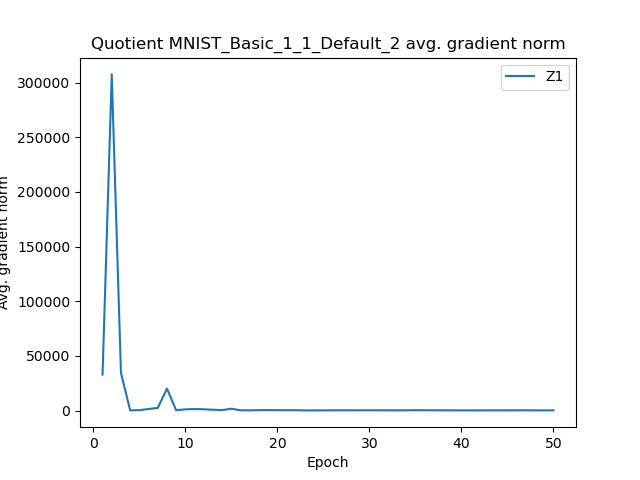 Quotient MNIST_Basic_1_1_Default_2 avg. gradient norm
Z1
300000
250000
200000
150000
100000
50000
0
Avg. gradient norm
0 10 20 30 40 50
Epoch